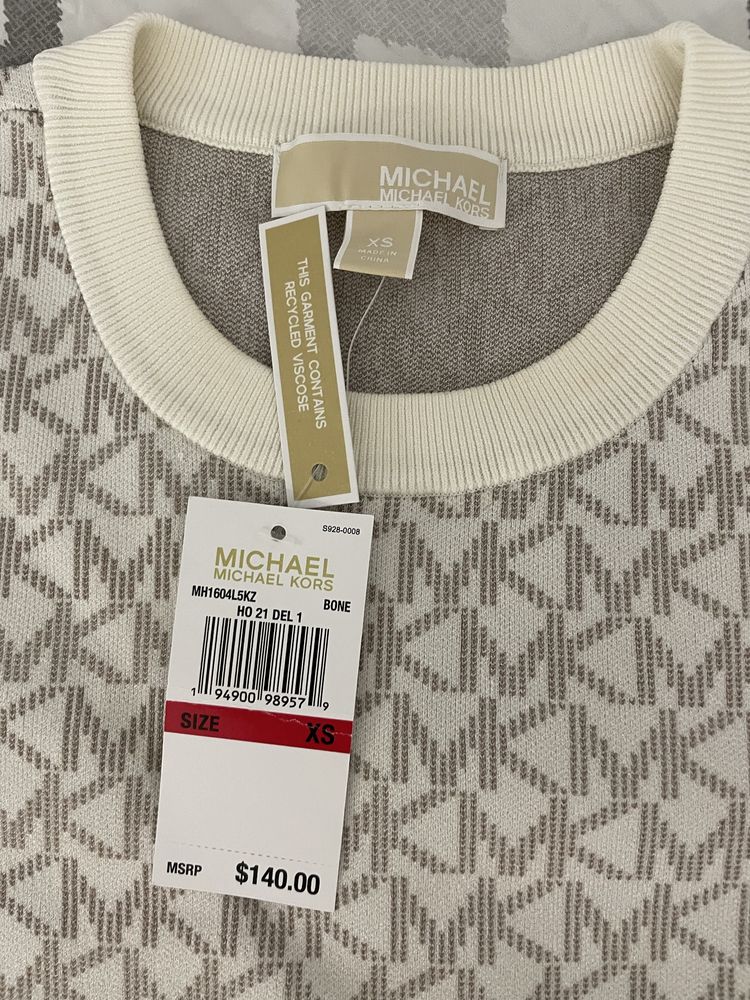 MICHAEL
MICHAEL KORS
XS
MADE IN
CHINA
THIS GARMENT CONTAINS
RECYCLED VISCOSE
S928-0008
MICHAEL
MICHAEL KORS
MH1604L5KZ BONE
HO 21 DEL 1
1 94900 98957 9
SIZE XS
MSRP $140.00